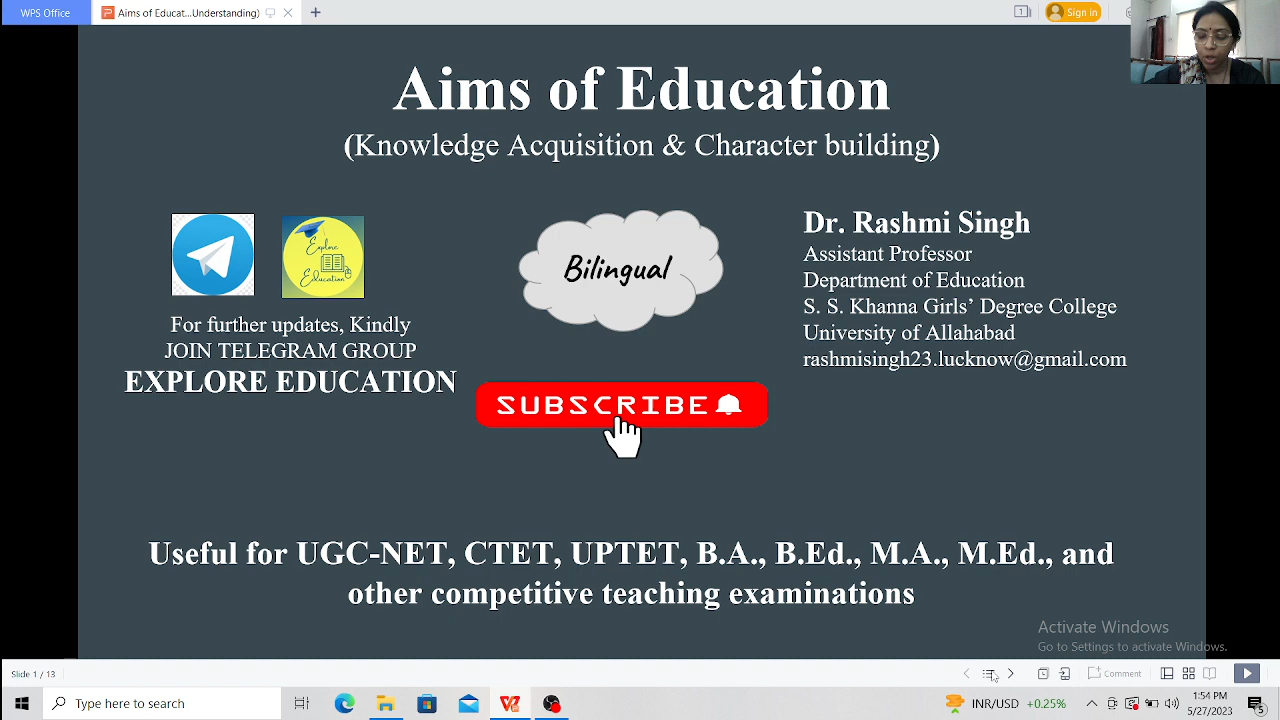 WPS Office
Aims of Educat...Understanding)
Sign in
Aims of Education
(Knowledge Acquisition & Character building)
Explore
Education
For further updates, Kindly
JOIN TELEGRAM GROUP
EXPLORE EDUCATION
Bilingual
Dr. Rashmi Singh
Assistant Professor
Department of Education
S. S. Khanna Girls’ Degree College
University of Allahabad
rashmisingh23.lucknow@gmail.com
SUBSCRIBE
Useful for UGC-NET, CTET, UPTET, B.A., B.Ed., M.A., M.Ed., and
other competitive teaching examinations
Activate Windows
Go to Settings to activate Windows.
Slide 1 / 13
Comment
Type here to search
INR/USD +0.25%
1:54 PM
5/27/2023
5